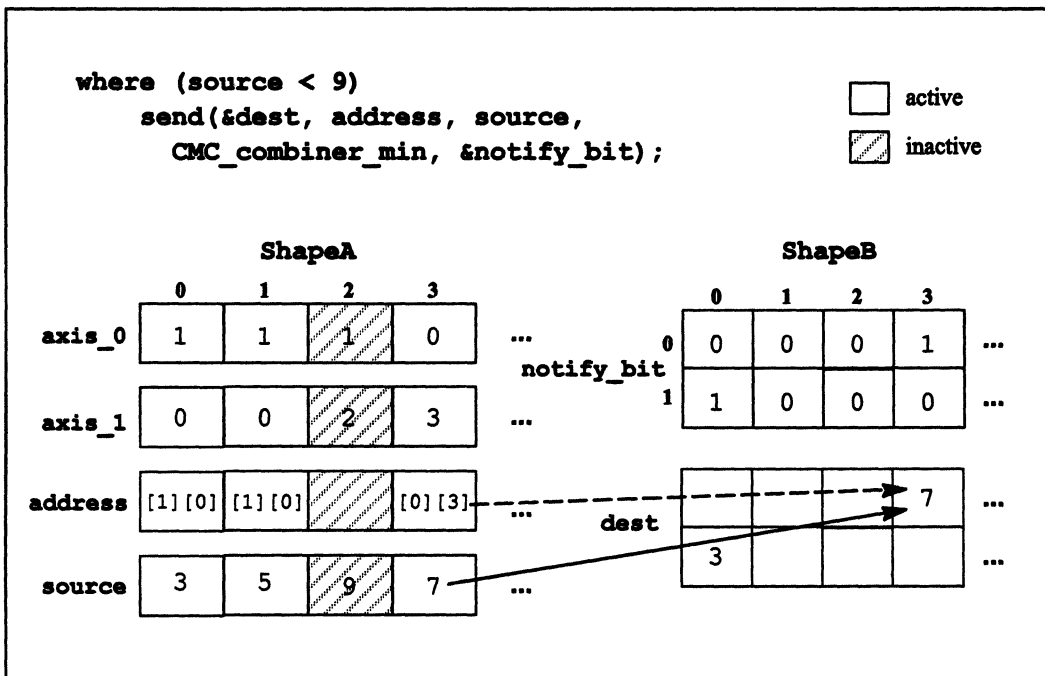 where (source < 9)
send(&dest, address, source,
CMC_combiner_min, &notify_bit);
active
inactive
ShapeA
ShapeB
0 1 2 3
0 1 2 3
axis_0 1 1 1 0 ...
notify_bit
0 0 0 0 1 ...
1 1 0 0 0 ...
axis_1 0 0 2 3 ...
address [1][0] [1][0] [0][3] ...
dest
7 ...
3 ...
source 3 5 9 7 ...